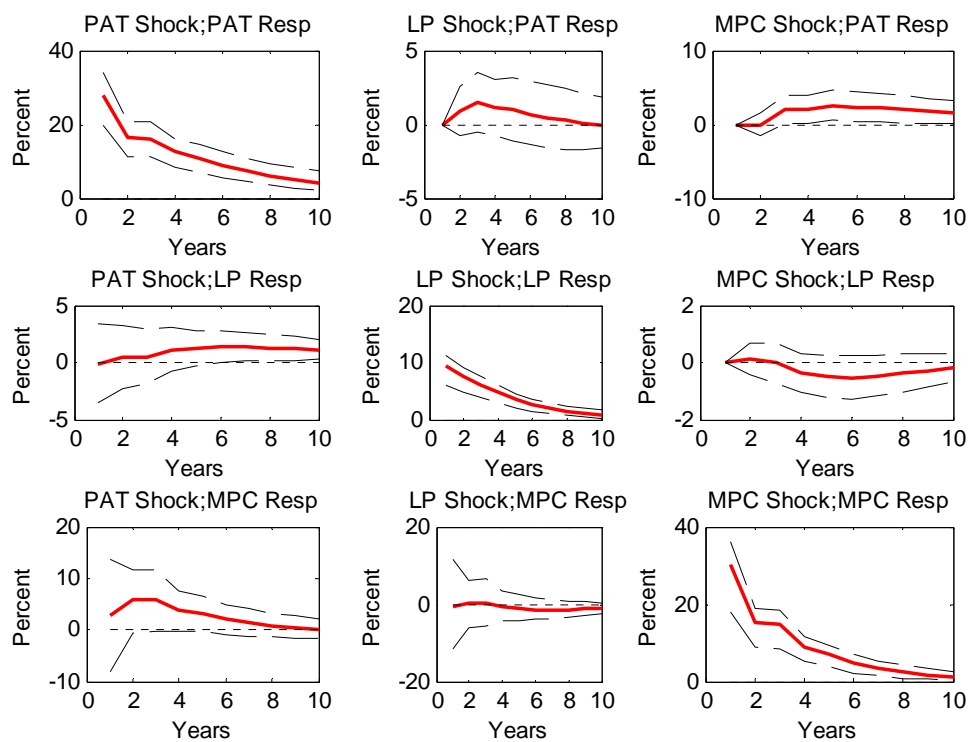 PAT Shock;PAT Resp
40
20
0
Percent
0 2 4 6 8 10
Years
LP Shock;PAT Resp
5
0
-5
Percent
0 2 4 6 8 10
Years
MPC Shock;PAT Resp
10
0
-10
Percent
0 2 4 6 8 10
Years
PAT Shock;LP Resp
5
0
-5
Percent
0 2 4 6 8 10
Years
LP Shock;LP Resp
20
10
0
Percent
0 2 4 6 8 10
Years
MPC Shock;LP Resp
2
0
-2
Percent
0 2 4 6 8 10
Years
PAT Shock;MPC Resp
20
10
0
-10
Percent
0 2 4 6 8 10
Years
LP Shock;MPC Resp
20
0
-20
Percent
0 2 4 6 8 10
Years
MPC Shock;MPC Resp
40
20
0
Percent
0 2 4 6 8 10
Years